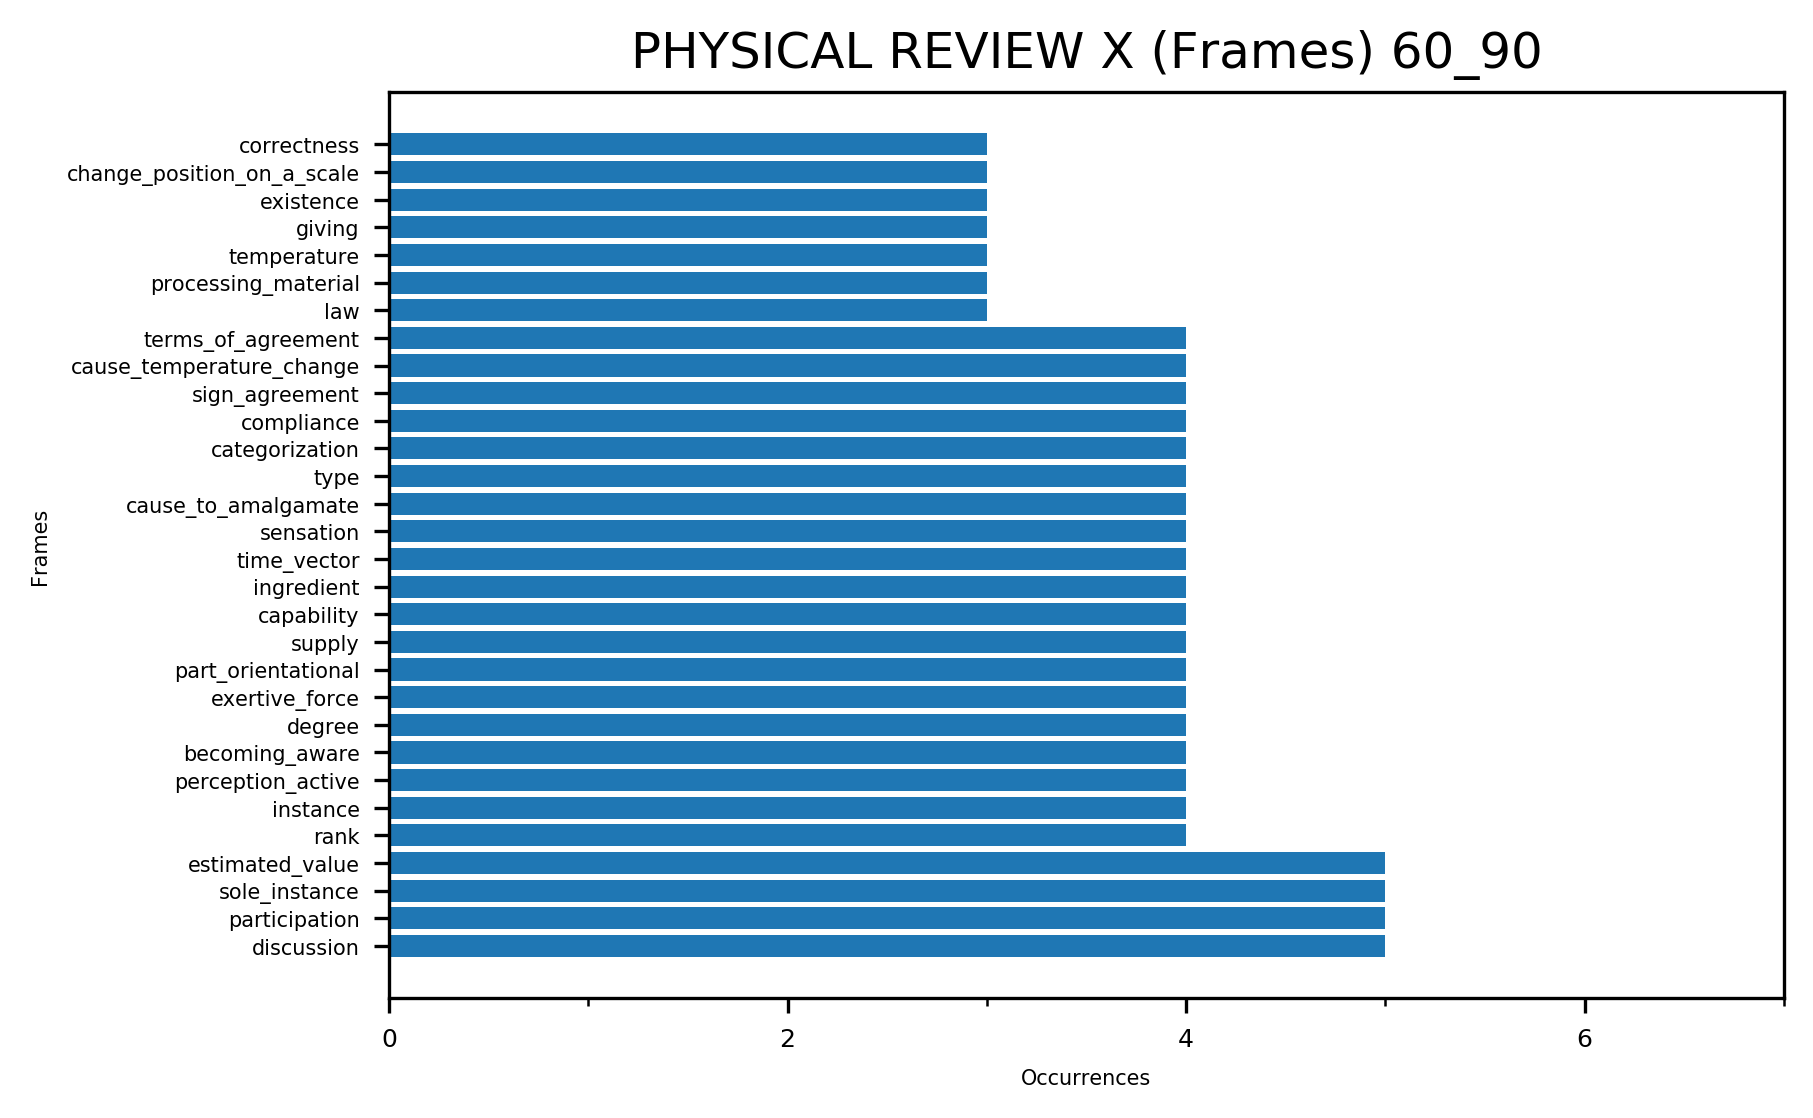 PHYSICAL REVIEW X (Frames) 60_90
correctness
change_position_on_a_scale
existence
giving
temperature
processing_material
law
terms_of_agreement
cause_temperature_change
sign_agreement
compliance
categorization
type
cause_to_amalgamate
sensation
time_vector
ingredient
capability
supply
part_orientational
exertive_force
degree
becoming_aware
perception_active
instance
rank
estimated_value
sole_instance
participation
discussion
Frames
0 2 4 6
Occurrences